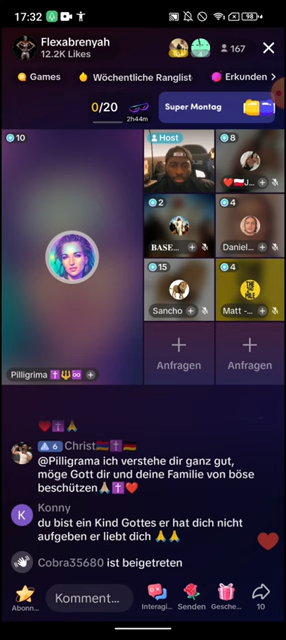 17:32
98
Flexabrenyah
12.2K Likes
167
Games
Wöchentliche Ranglist
Erkunden
0/20
2h44m
Super Montag
10
Host
8
J...
2
BASE...
4
Daniel...
15
Sancho
4
Matt -...
Pilligrima
Anfragen
Anfragen
6 Christ
@Pilligrama ich verstehe dir ganz gut,
möge Gott dir und deine Familie von böse
beschützen🙏🏼✝️❤️
K
Konny
du bist ein Kind Gottes er hat dich nicht
aufgeben er liebt dich 🙏🙏
Cobra35680 ist beigetreten
Abonn...
Komment...
Interagi...
Senden
Gesche...
10